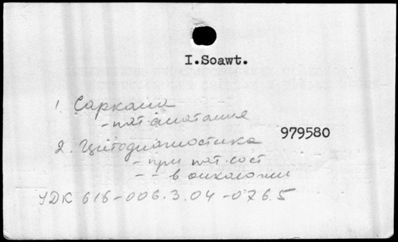 I.Soawt.
1. Саркома
- пат. анатомия
979580
2. Цитодиагностика
- при пат. сост
- - в онкологии
УДК 616-006.3.04-076.5